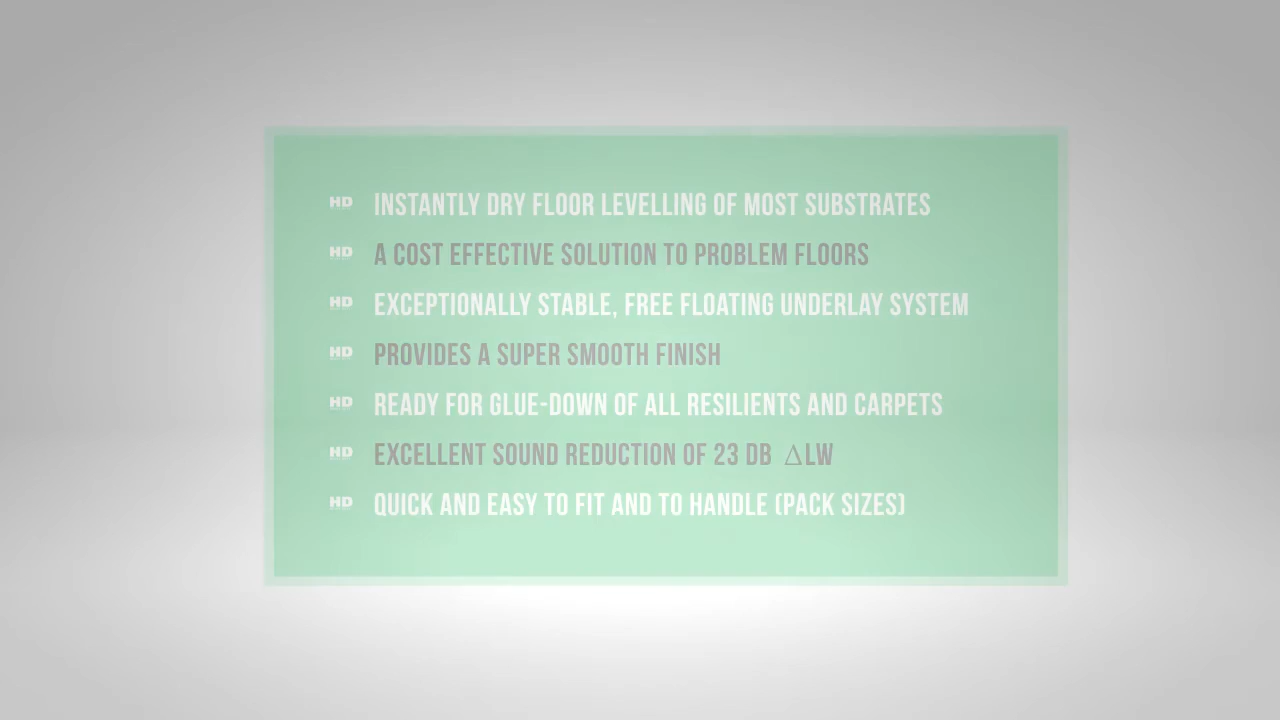 HD INSTANTLY DRY FLOOR LEVELLING OF MOST SUBSTRATES
HD A COST EFFECTIVE SOLUTION TO PROBLEM FLOORS
HD EXCEPTIONALLY STABLE, FREE FLOATING UNDERLAY SYSTEM
HD PROVIDES A SUPER SMOOTH FINISH
HD READY FOR GLUE-DOWN OF ALL RESILIENTS AND CARPETS
HD EXCELLENT SOUND REDUCTION OF 23 DB ΔLW
HD QUICK AND EASY TO FIT AND TO HANDLE (PACK SIZES)